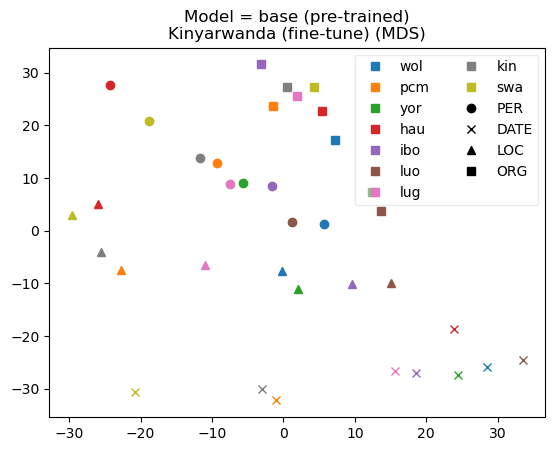 Model = base (pre-trained)
Kinyarwanda (fine-tune) (MDS)
30
20
10
0
−10
−20
−30
−30
−20
−10
0
10
20
30
wol
pcm
yor
hau
ibo
luo
lug
kin
swa
PER
DATE
LOC
ORG